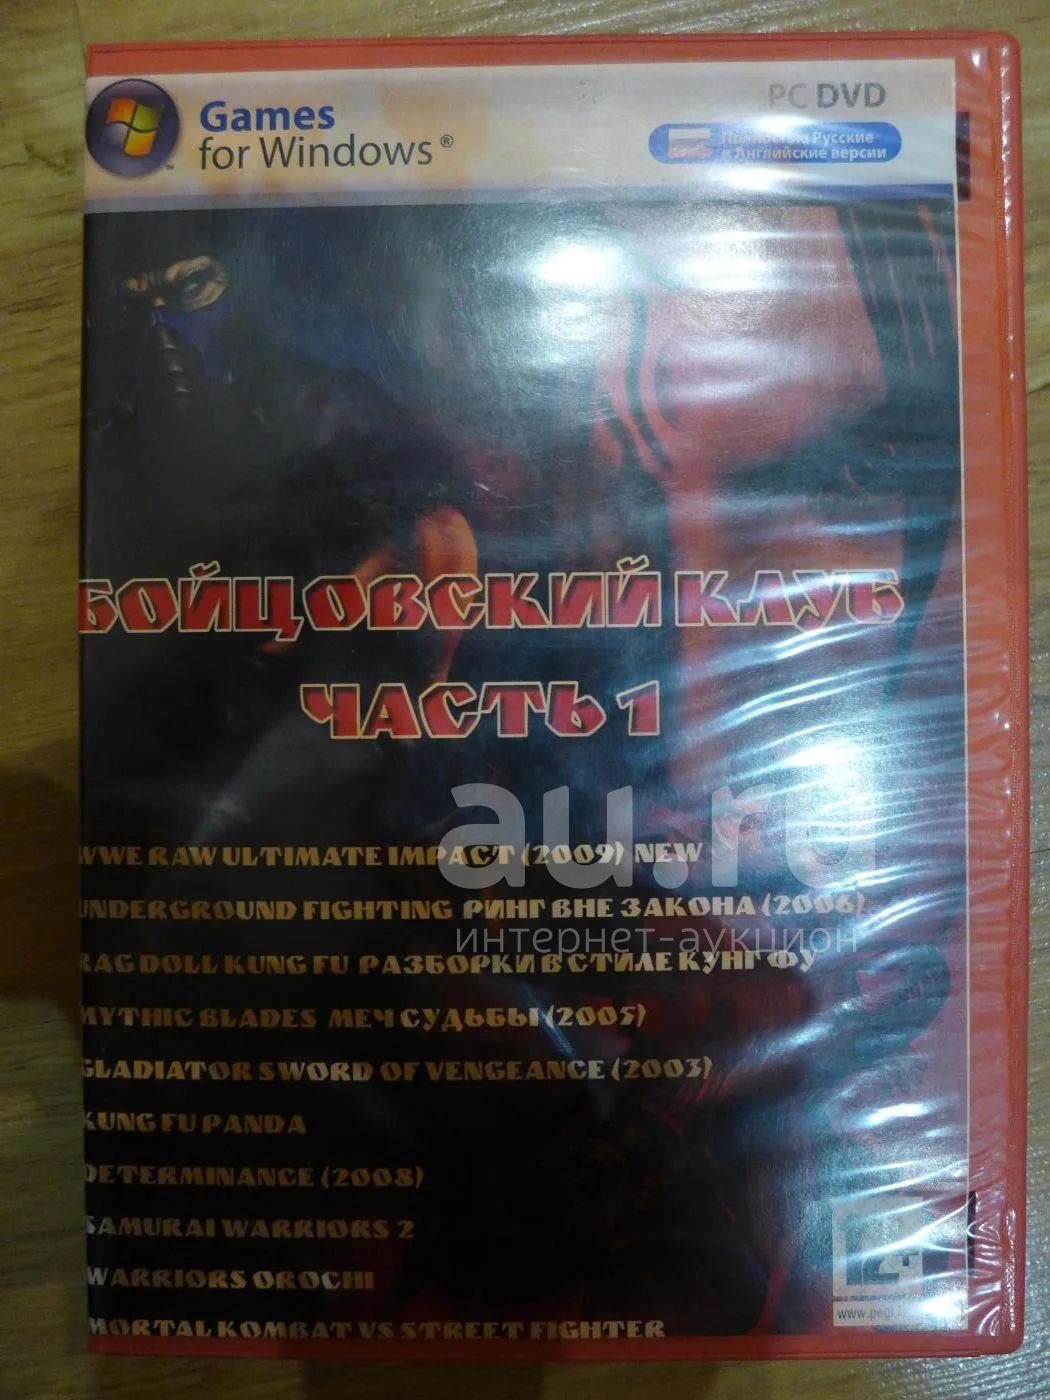 Games
for Windows®
PC DVD
Полностью Русские
и Английские версии
БОЙЦОВСКИЙ КЛУБ
ЧАСТЬ 1
au.ru
интернет-аукцион
WWE RAW ULTIMATE IMPACT (2009) NEW
UNDERGROUND FIGHTING РИНГ ВНЕ ЗАКОНА (2006)
RAG DOLL KUNG FU РАЗБОРКИ В СТИЛЕ КУНГ ФУ
MYTHIC BLADES МЕЧ СУДЬБЫ (2005)
GLADIATOR SWORD OF VENGEANCE (2003)
KUNG FU PANDA
DETERMINANCE (2008)
SAMURAI WARRIORS 2
WARRIORS OROCHI
MORTAL KOMBAT VS STREET FIGHTER
www.pegi.